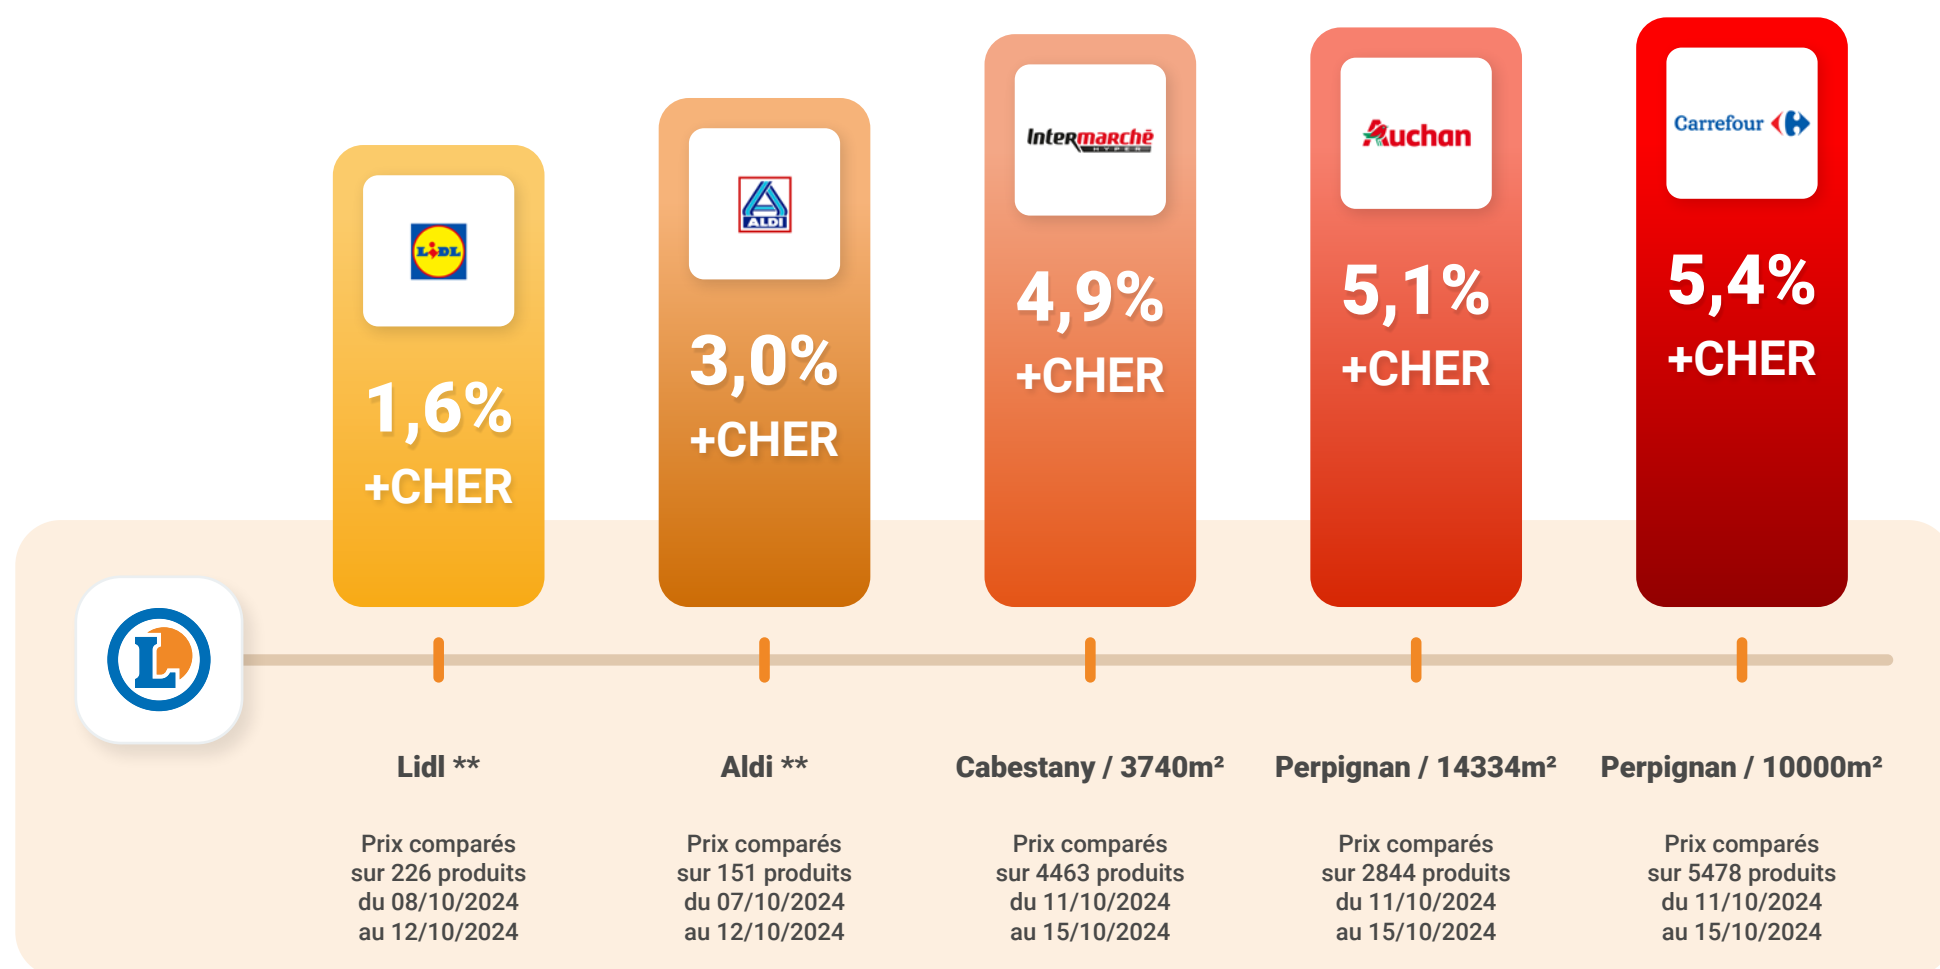 LIDL
1,6%
+CHER
ALDI
3,0%
+CHER
Intermarchē
HYPER
4,9%
+CHER
Auchan
5,1%
+CHER
Carrefour
5,4%
+CHER
L
Lidl **
Prix comparés
sur 226 produits
du 08/10/2024
au 12/10/2024
Aldi **
Prix comparés
sur 151 produits
du 07/10/2024
au 12/10/2024
Cabestany / 3740m²
Prix comparés
sur 4463 produits
du 11/10/2024
au 15/10/2024
Perpignan / 14334m²
Prix comparés
sur 2844 produits
du 11/10/2024
au 15/10/2024
Perpignan / 10000m²
Prix comparés
sur 5478 produits
du 11/10/2024
au 15/10/2024